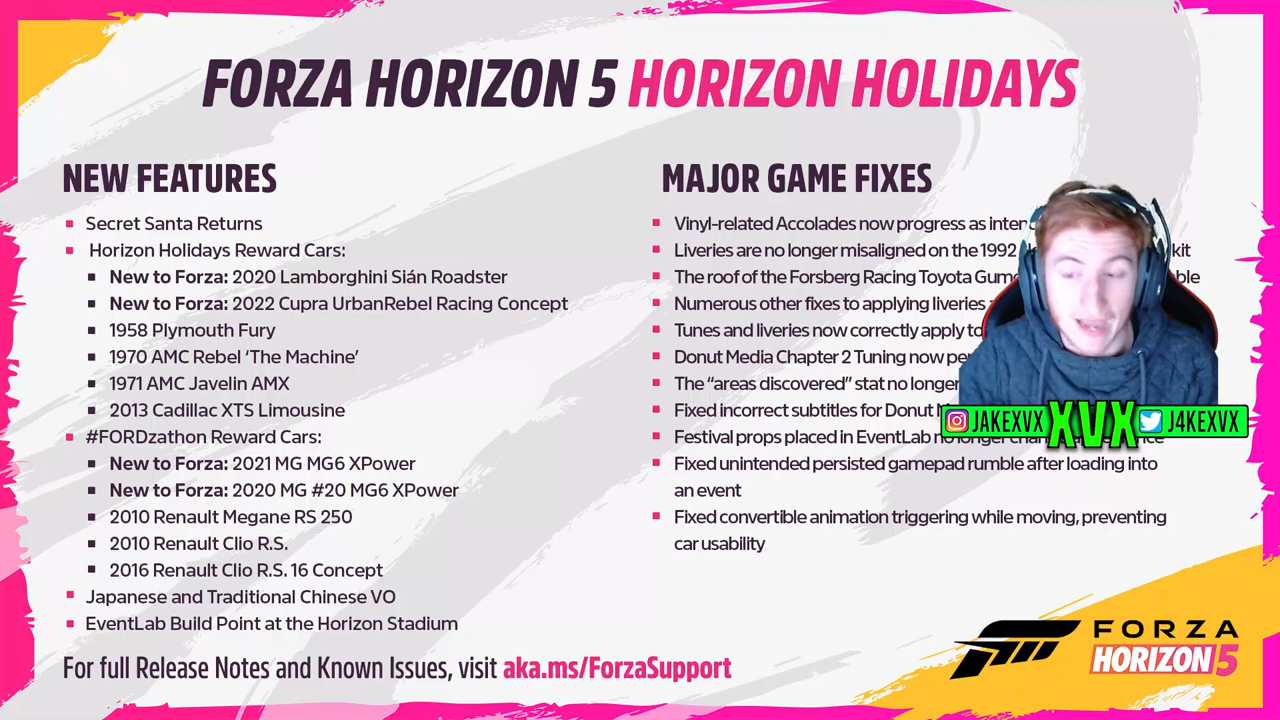 FORZA HORIZON 5 HORIZON HOLIDAYS
NEW FEATURES
Secret Santa Returns
Horizon Holidays Reward Cars:
New to Forza: 2020 Lamborghini Sián Roadster
New to Forza: 2022 Cupra UrbanRebel Racing Concept
1958 Plymouth Fury
1970 AMC Rebel ‘The Machine’
1971 AMC Javelin AMX
2013 Cadillac XTS Limousine
#FORDzathon Reward Cars:
New to Forza: 2021 MG MG6 XPower
New to Forza: 2020 MG #20 MG6 XPower
2010 Renault Megane RS 250
2010 Renault Clio R.S.
2016 Renault Clio R.S. 16 Concept
Japanese and Traditional Chinese VO
EventLab Build Point at the Horizon Stadium
MAJOR GAME FIXES
Vinyl-related Accolades now progress as
Liveries are no longer misaligned on the 1992 kit
The roof of the Forsberg Racing Toyota
Numerous other fixes to applying liveries
Tunes and liveries now correctly apply to
Donut Media Chapter 2 Tuning now
The “areas discovered” stat no longer
Fixed incorrect subtitles for Donut
Festival props placed in EventLab no longer
Fixed unintended persisted gamepad rumble after loading into
an event
Fixed convertible animation triggering while moving, preventing
car usability
JAKEXVX XVX J4KEXVX
For full Release Notes and Known Issues, visit aka.ms/ForzaSupport
FORZA
HORIZON 5